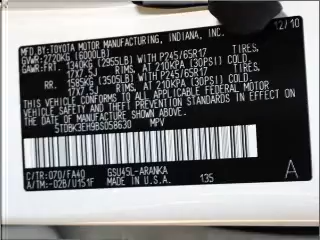 12/10
MFD.BY:TOYOTA MOTOR MANUFACTURING, INDIANA, INC.
GVWR:2720KG (6000LB)
GAWR:FRT. 1340KG (2955LB)WITH P245/65R17 TIRES,
17X7.5J RIMS, AT 210KPA (30PSI) COLD
RR. 1585KG (3505LB)WITH P245/65R17 TIRES,
17X7.5J RIMS, AT 210KPA (30PSI) COLD
THIS VEHICLE CONFORMS TO ALL APPLICABLE FEDERAL MOTOR
VEHICLE SAFETY AND BUMPER STANDARDS IN EFFECT ON
THE DATE OF MANUFACTURE SHOWN ABOVE.
5TDBK3EH9BS058630 MPV
C/TR:070/FA40 GSU45L-ARANKA
A/TM:-02B/U151F MADE IN U.S.A. 135 A